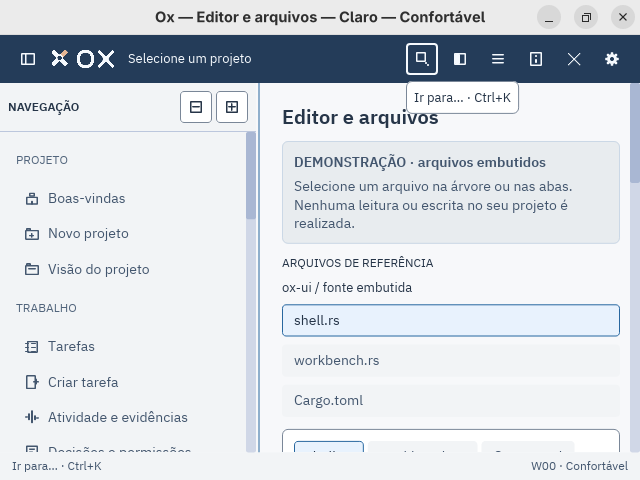 Ox — Editor e arquivos — Claro — Confortável
OX
Selecione um projeto
Ir para... · Ctrl+K
NAVEGAÇÃO
PROJETO
Boas-vindas
Novo projeto
Visão do projeto
TRABALHO
Tarefas
Criar tarefa
Atividade e evidências
Decisões e permissões
Editor e arquivos
DEMONSTRAÇÃO · arquivos embutidos
Selecione um arquivo na árvore ou nas abas.
Nenhuma leitura ou escrita no seu projeto é
realizada.
ARQUIVOS DE REFERÊNCIA
ox-ui / fonte embutida
shell.rs
workbench.rs
Cargo.toml
Ir para... · Ctrl+K
W00 · Confortável